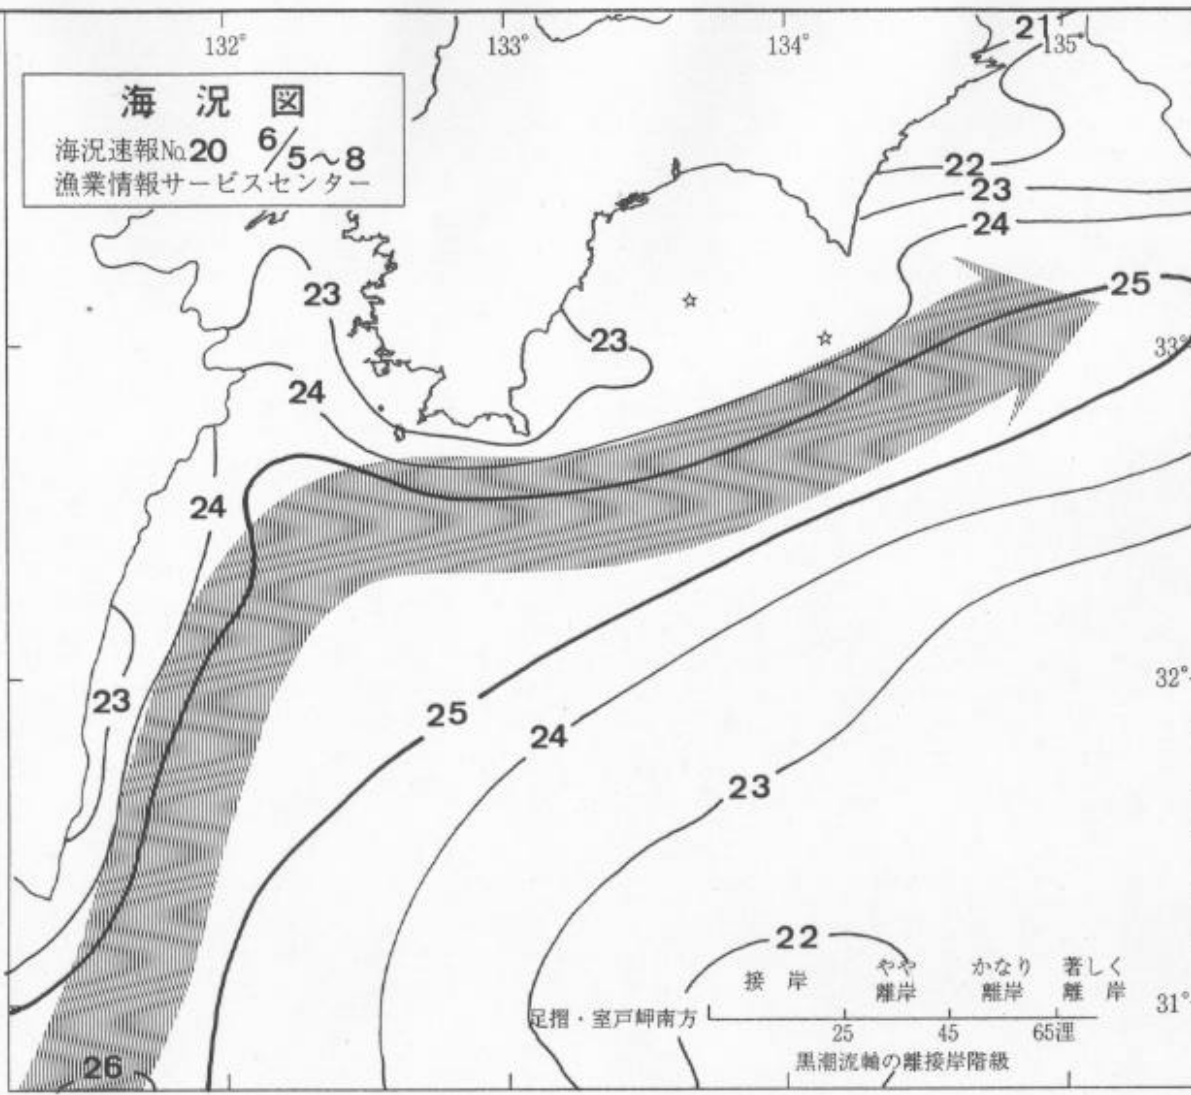 132° 133° 134° 135°
海況図
海況速報No.20 6/5～8
漁業情報サービスセンター
21
22
23
24
23
25
23
33°
24
24
32°
23
25
24
23
22
接岸 やや離岸 かなり離岸 著しく離岸
足摺・室戸岬南方
31°
25 45 65浬
黒潮流軸の離接岸階級
26